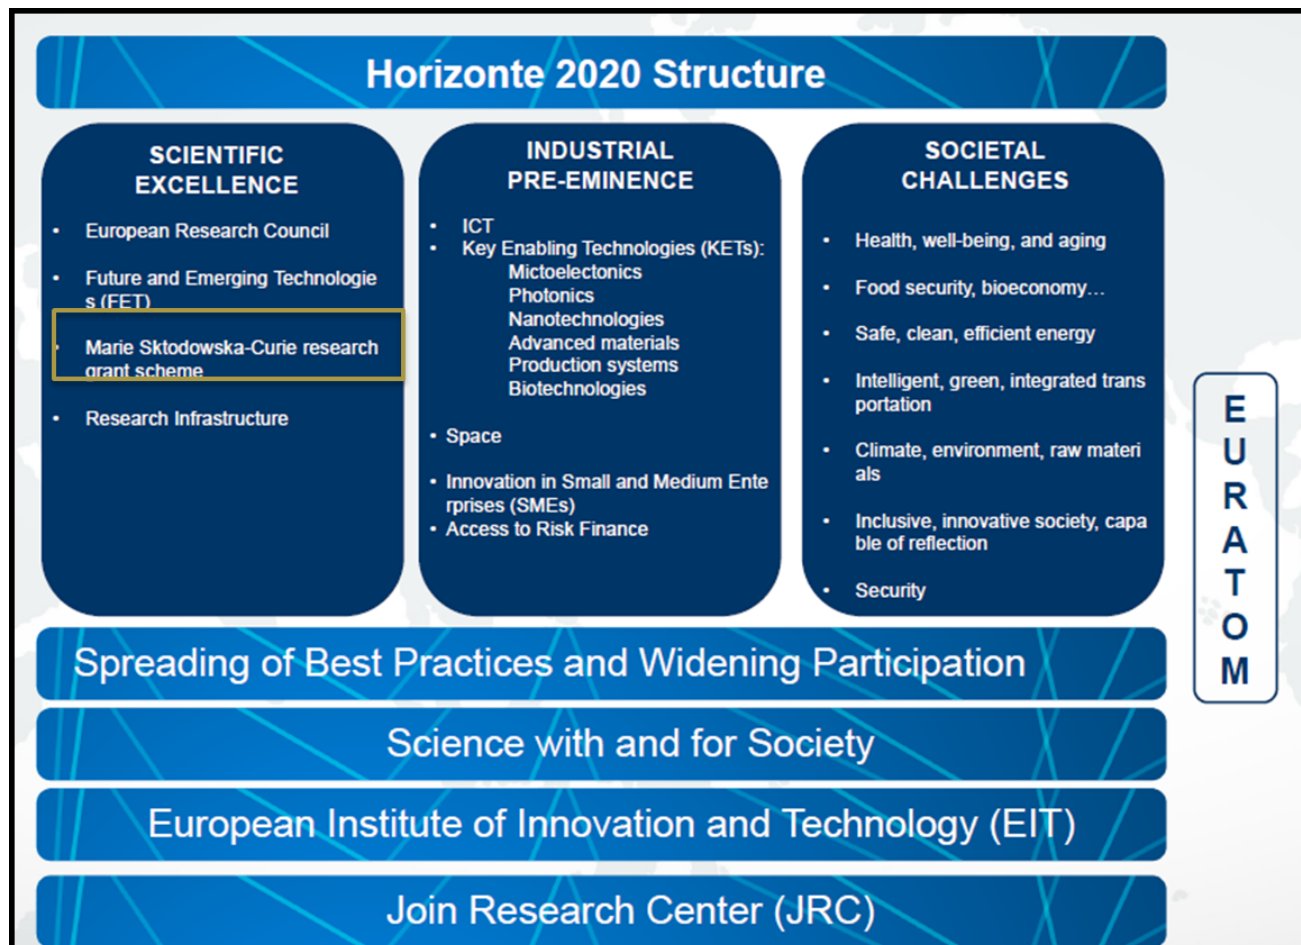 Horizonte 2020 Structure
SCIENTIFIC
EXCELLENCE
• European Research Council
• Future and Emerging Technologie
s (FET)
• Marie Sktodowska-Curie research
grant scheme
• Research Infrastructure
INDUSTRIAL
PRE-EMINENCE
• ICT
• Key Enabling Technologies (KETs):
Mictoelectonics
Photonics
Nanotechnologies
Advanced materials
Production systems
Biotechnologies
• Space
• Innovation in Small and Medium Ente
rprises (SMEs)
• Access to Risk Finance
SOCIETAL
CHALLENGES
• Health, well-being, and aging
• Food security, bioeconomy…
• Safe, clean, efficient energy
• Intelligent, green, integrated trans
portation
• Climate, environment, raw materi
als
• Inclusive, innovative society, capa
ble of reflection
• Security
E
U
R
A
T
O
M
Spreading of Best Practices and Widening Participation
Science with and for Society
European Institute of Innovation and Technology (EIT)
Join Research Center (JRC)